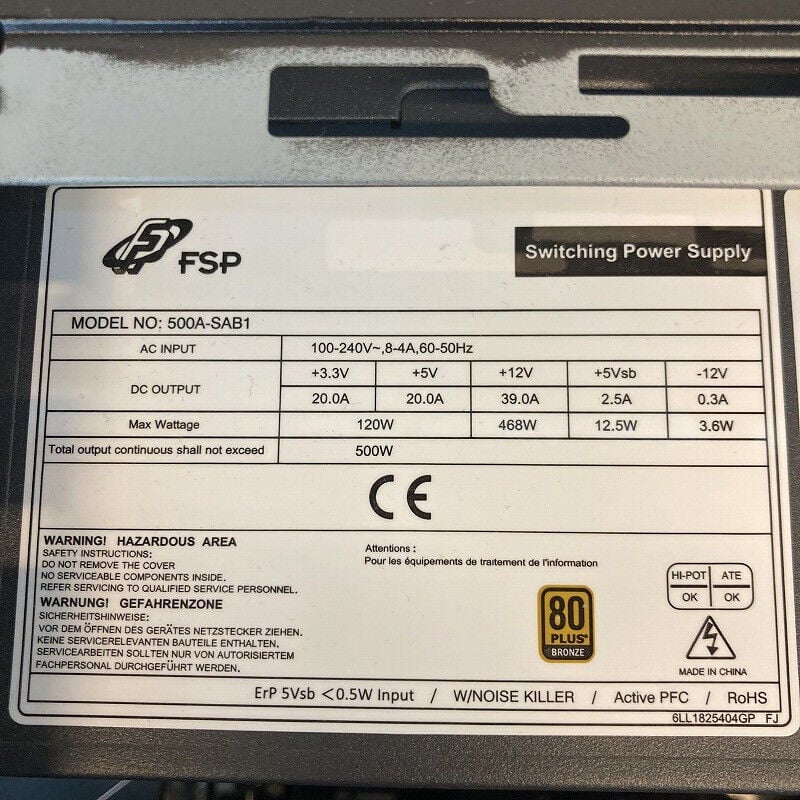 FSP
Switching Power Supply
MODEL NO: 500A-SAB1
AC INPUT 100-240V~,8-4A,60-50Hz
DC OUTPUT +3.3V +5V +12V +5Vsb -12V
20.0A 20.0A 39.0A 2.5A 0.3A
Max Wattage 120W 468W 12.5W 3.6W
Total output continuous shall not exceed 500W
CE
WARNING! HAZARDOUS AREA
SAFETY INSTRUCTIONS:
DO NOT REMOVE THE COVER
NO SERVICEABLE COMPONENTS INSIDE.
REFER SERVICING TO QUALIFIED SERVICE PERSONNEL.
WARNUNG! GEFAHRENZONE
SICHERHEITSHINWEISE:
VOR DEM ÖFFNEN DES GERÄTES NETZSTECKER ZIEHEN.
KEINE SERVICERELEVANTEN BAUTEILE ENTHALTEN.
SERVICEARBEITEN SOLLTEN NUR VON AUTORISIERTEM
FACHPERSONAL DURCHGEFÜHRT WERDEN.
Attentions :
Pour les équipements de traitement de l'information
80
PLUS
BRONZE
HI-POT ATE
OK OK
MADE IN CHINA
ErP 5Vsb <0.5W Input / W/NOISE KILLER / Active PFC / RoHS
6LL1825404GP FJ